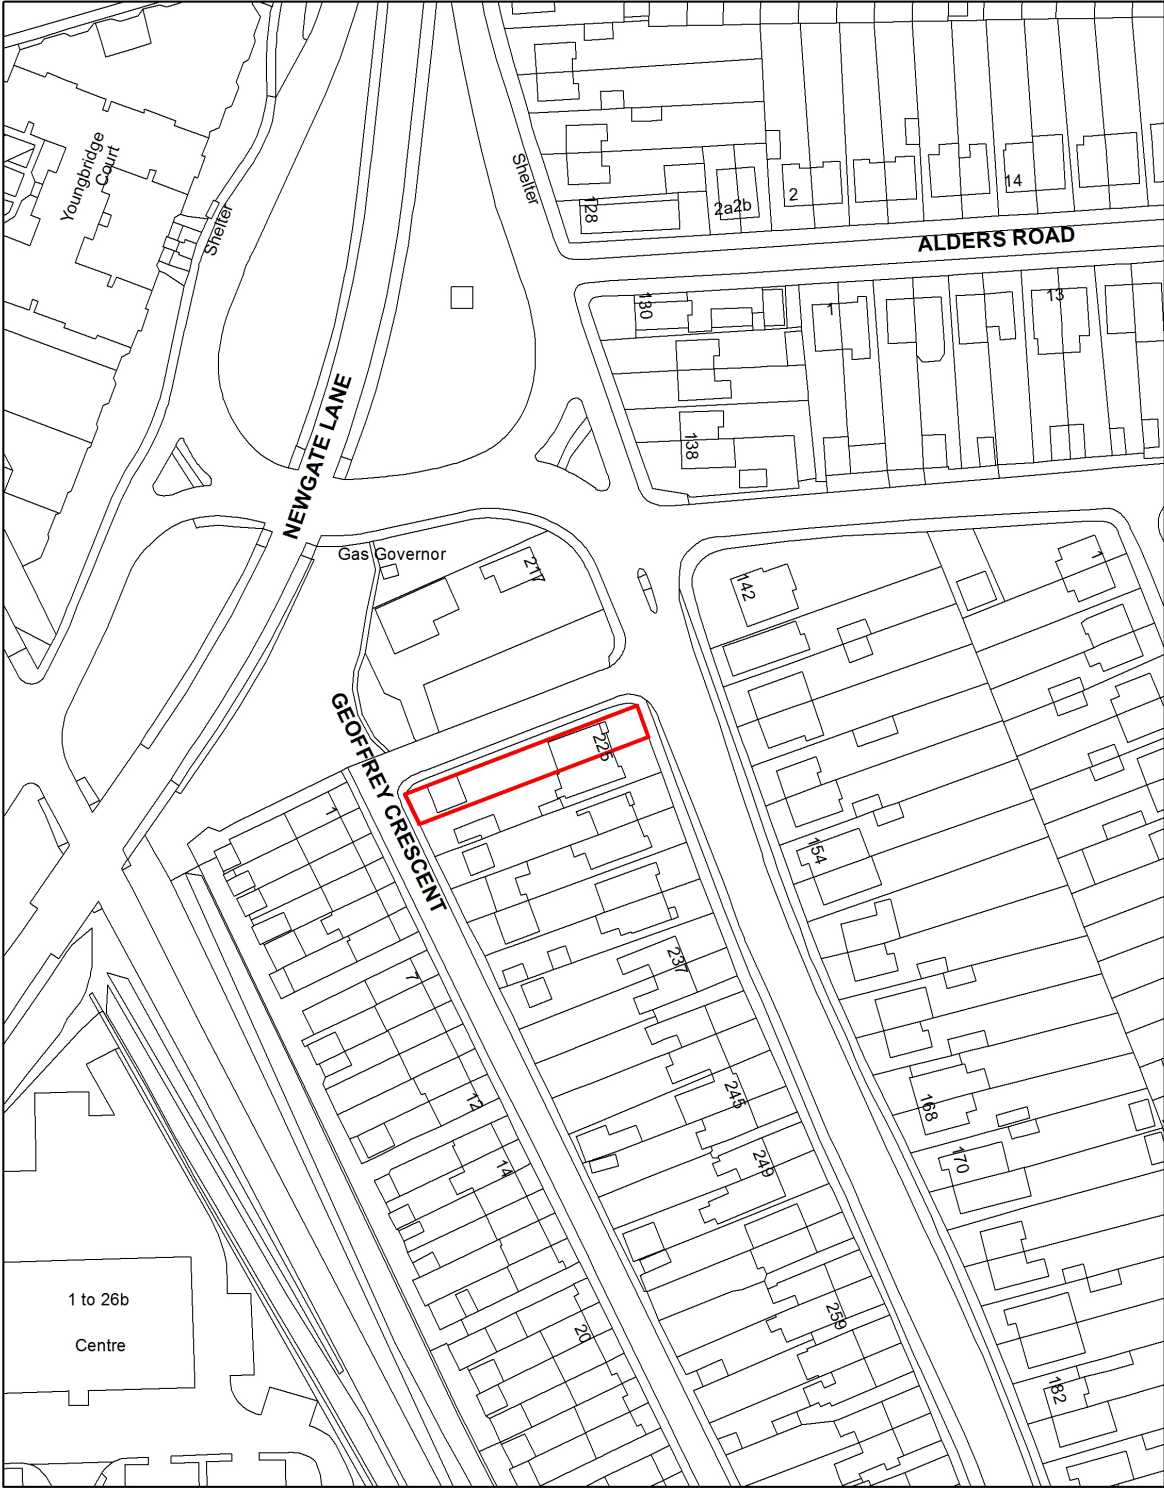 Youngbridge
Court
Shelter
Shelter
128
2a2b
2
14
ALDERS ROAD
130
1
13
138
NEWGATE LANE
Gas Governor
217
142
1
GEOFFREY CRESCENT
225
1
154
237
7
12
245
168
14
249
170
1 to 26b
Centre
20
259
182